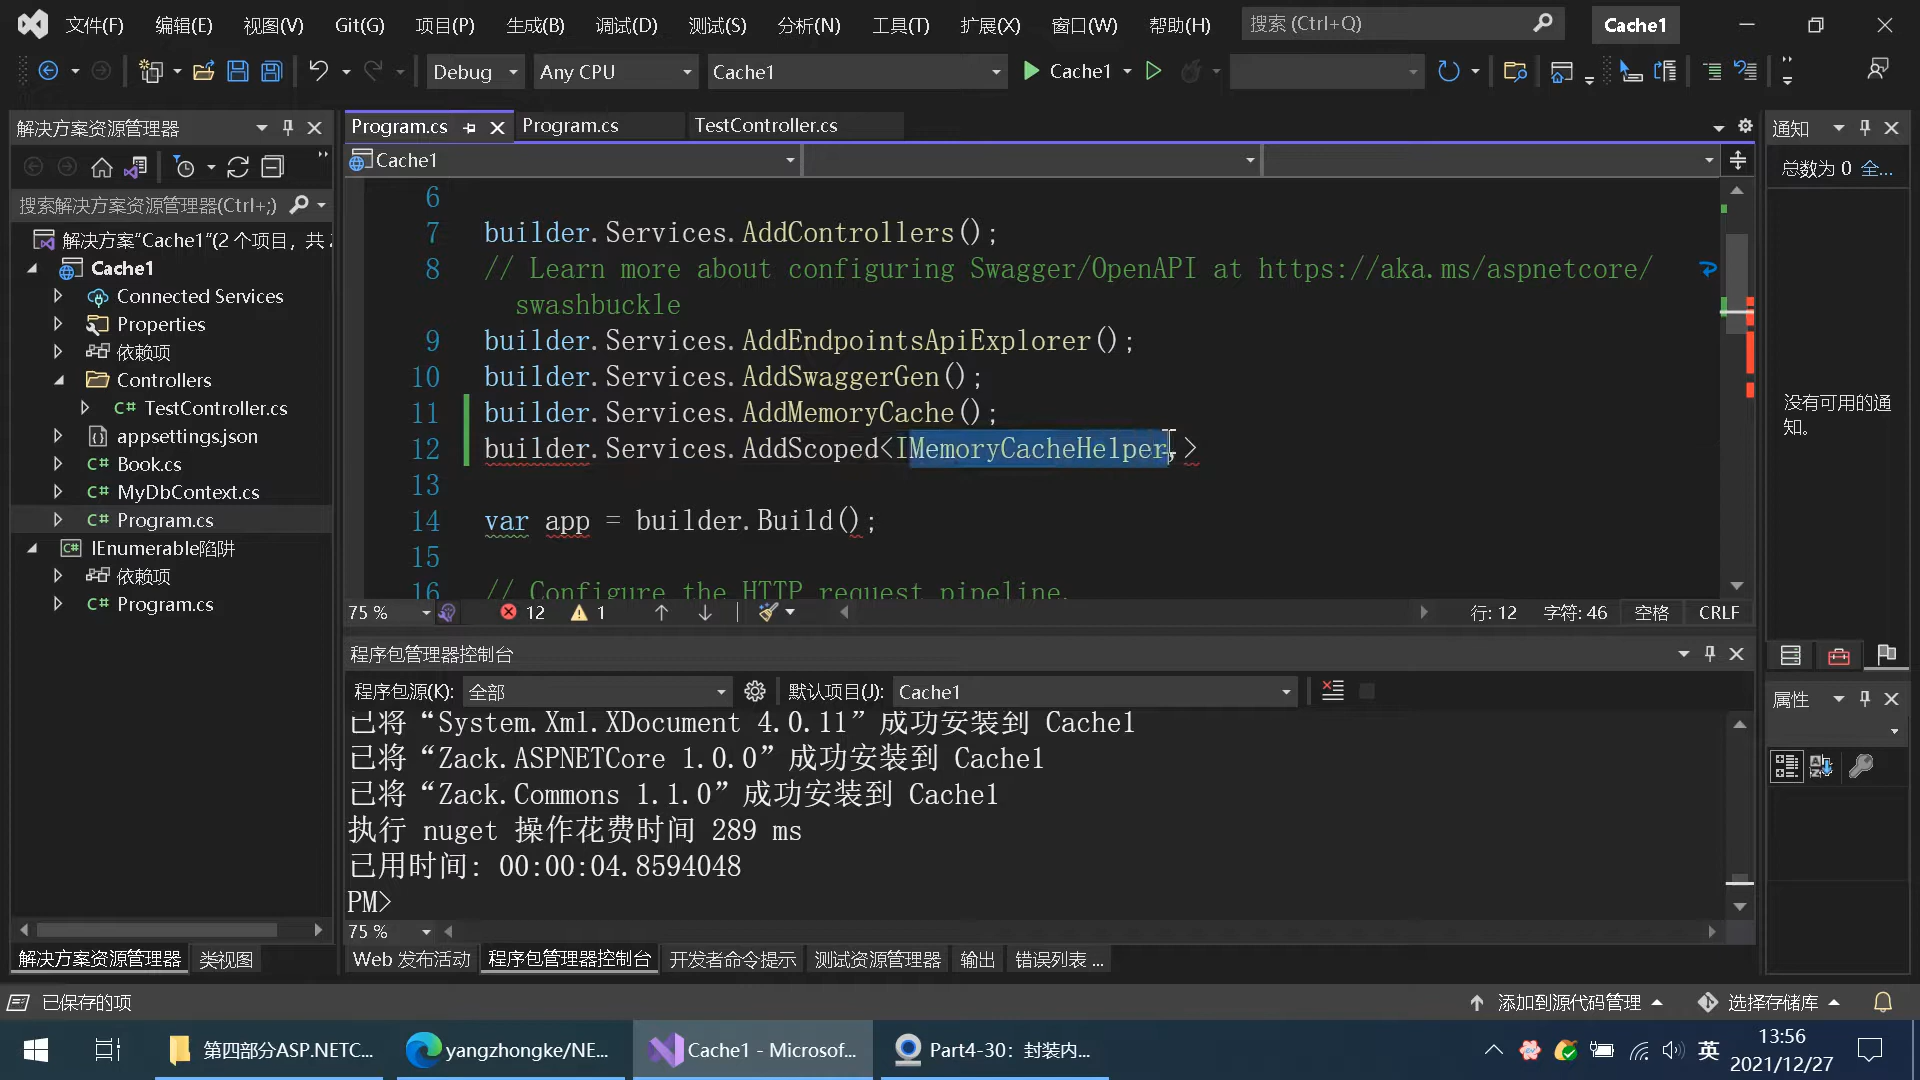 文件(F) 编辑(E) 视图(V) Git(G) 项目(P) 生成(B) 调试(D) 测试(S) 分析(N) 工具(T) 扩展(X) 窗口(W) 帮助(H) 搜索 (Ctrl+Q) Cache1
Debug Any CPU Cache1 Cache1
解决方案资源管理器
搜索解决方案资源管理器(Ctrl+;)
解决方案"Cache1"(2 个项目，共 2
Cache1
Connected Services
Properties
依赖项
Controllers
C# TestController.cs
appsettings.json
C# Book.cs
C# MyDbContext.cs
C# Program.cs
C# IEnumerable陷阱
依赖项
C# Program.cs
解决方案资源管理器 类视图
Program.cs Program.cs TestController.cs
Cache1
6
7 builder.Services.AddControllers();
8 // Learn more about configuring Swagger/OpenAPI at https://aka.ms/aspnetcore/
swashbuckle
9 builder.Services.AddEndpointsApiExplorer();
10 builder.Services.AddSwaggerGen();
11 builder.Services.AddMemoryCache();
12 builder.Services.AddScoped<IMemoryCacheHelper,>
13
14 var app = builder.Build();
15
16 // Configure the HTTP request pipeline.
75 % 12 1 行: 12 字符: 46 空格 CRLF
程序包管理器控制台
程序包源(K): 全部 默认项目(J): Cache1
已将“System.Xml.XDocument 4.0.11”成功安装到 Cache1
已将“Zack.ASPNETCore 1.0.0”成功安装到 Cache1
已将“Zack.Commons 1.1.0”成功安装到 Cache1
执行 nuget 操作花费时间 289 ms
已用时间: 00:00:04.8594048
PM>
75 %
Web 发布活动 程序包管理器控制台 开发者命令提示 测试资源管理器 输出 错误列表 ...
通知
总数为 0 全...
没有可用的通
知。
属性
已保存的项 添加到源代码管理 选择存储库
第四部分ASP.NETC... yangzhongke/NE... Cache1 - Microsof... Part4-30：封装内... 英 13:56
2021/12/27